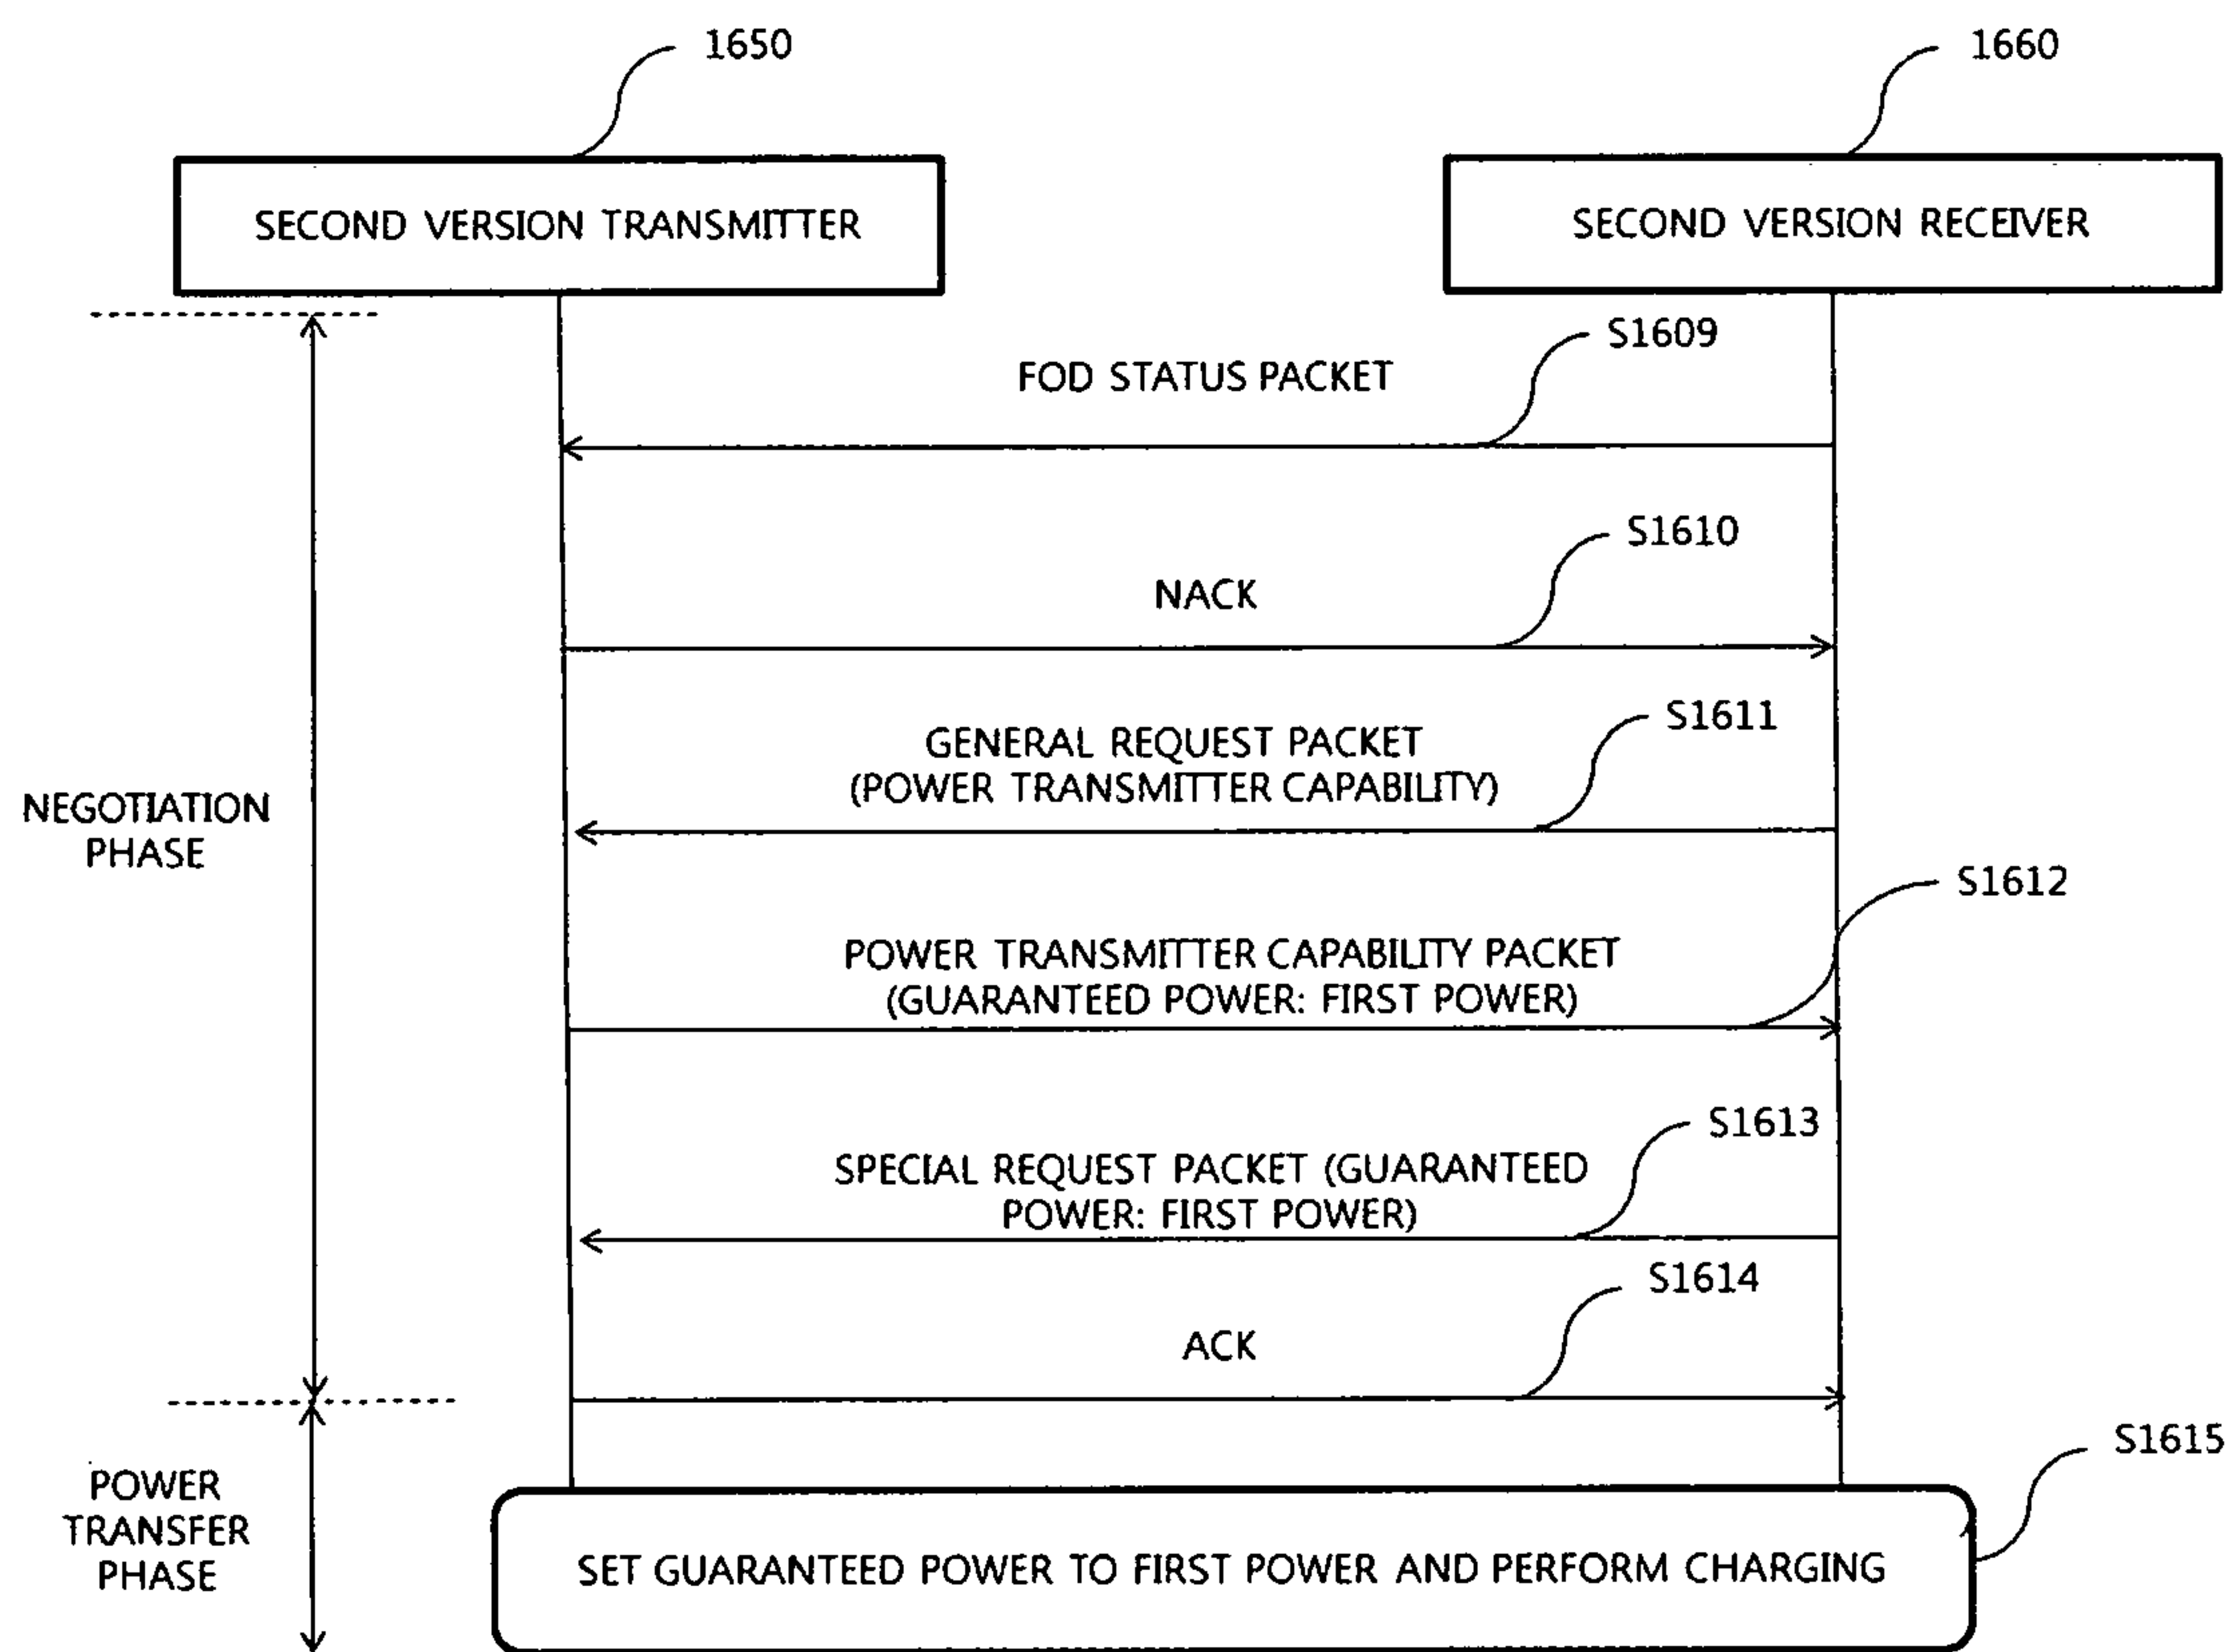 1650
1660
SECOND VERSION TRANSMITTER
SECOND VERSION RECEIVER
S1609
FOD STATUS PACKET
S1610
NACK
S1611
GENERAL REQUEST PACKET
(POWER TRANSMITTER CAPABILITY)
NEGOTIATION
PHASE
S1612
POWER TRANSMITTER CAPABILITY PACKET
(GUARANTEED POWER: FIRST POWER)
S1613
SPECIAL REQUEST PACKET (GUARANTEED
POWER: FIRST POWER)
S1614
ACK
S1615
POWER
TRANSFER
PHASE
SET GUARANTEED POWER TO FIRST POWER AND PERFORM CHARGING